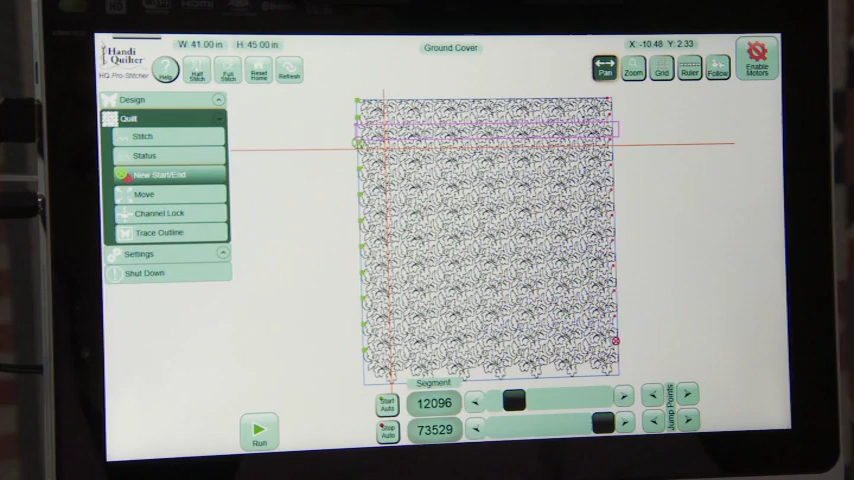 HDMI
W: 41.00 in H: 45.00 in
Ground Cover
X: -10.48 Y: 2.33
Handi
Quilter
HQ Pro-Stitcher
Help
Half
Stitch
Full
Stitch
Reset
Home
Refresh
Pan
Zoom
Grid
Ruler
Follow
Enable
Motors
Design
Quilt
Stitch
Status
New Start/End
Move
Channel Lock
Trace Outline
Settings
Shut Down
Run
Segment
Start
Auto
12096
Stop
Auto
73529
Jump Points